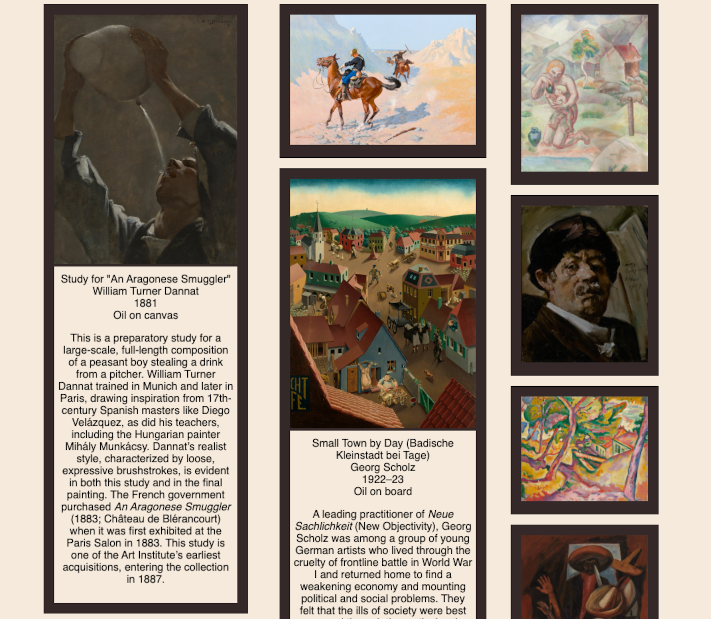 Study for "An Aragonese Smuggler"
William Turner Dannat
1881
Oil on canvas
This is a preparatory study for a
large-scale, full-length composition
of a peasant boy stealing a drink
from a pitcher. William Turner
Dannat trained in Munich and later in
Paris, drawing inspiration from 17th-
century Spanish masters like Diego
Velázquez, as did his teachers,
including the Hungarian painter
Mihály Munkácsy. Dannat’s realist
style, characterized by loose,
expressive brushstrokes, is evident
in both this study and in the final
painting. The French government
purchased An Aragonese Smuggler
(1883; Château de Blérancourt)
when it was first exhibited at the
Paris Salon in 1883. This study is
one of the Art Institute’s earliest
acquisitions, entering the collection
in 1887.
Small Town by Day (Badische
Kleinstadt bei Tage)
Georg Scholz
1922–23
Oil on board
A leading practitioner of Neue
Sachlichkeit (New Objectivity), Georg
Scholz was among a group of young
German artists who lived through the
cruelty of frontline battle in World War
I and returned home to find a
weakening economy and mounting
political and social problems. They
felt that the ills of society were best